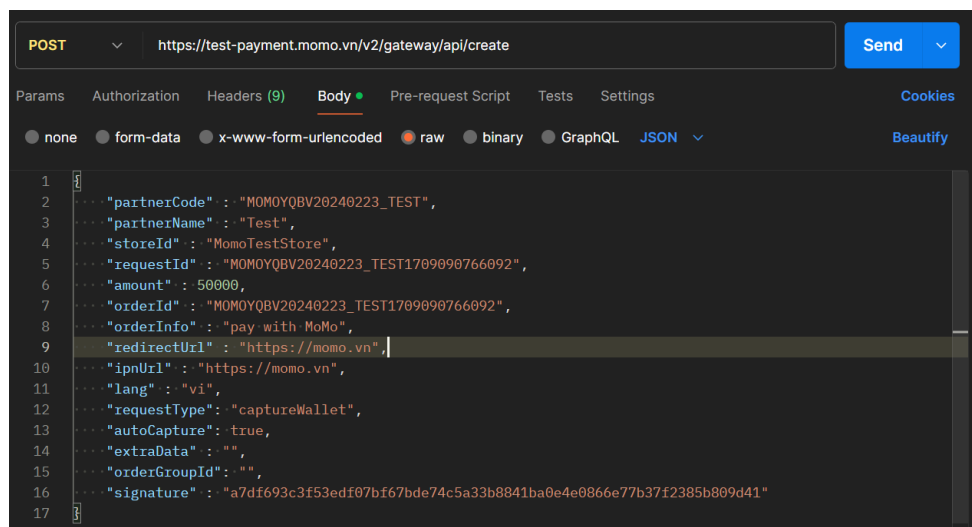 POST https://test-payment.momo.vn/v2/gateway/api/create Send
Params Authorization Headers (9) Body Pre-request Script Tests Settings Cookies
none form-data x-www-form-urlencoded raw binary GraphQL JSON Beautify
1 {
2 "partnerCode" : "MOMOYQBV20240223_TEST",
3 "partnerName" : "Test",
4 "storeId" : "MomoTestStore",
5 "requestId" : "MOMOYQBV20240223_TEST1709090766092",
6 "amount" : 50000,
7 "orderId" : "MOMOYQBV20240223_TEST1709090766092",
8 "orderInfo" : "pay with MoMo",
9 "redirectUrl" : "https://momo.vn",
10 "ipnUrl" : "https://momo.vn",
11 "lang" : "vi",
12 "requestType": "captureWallet",
13 "autoCapture": true,
14 "extraData" : "",
15 "orderGroupId": "",
16 "signature" : "a7df693c3f53edf07bf67bde74c5a33b8841ba0e4e0866e77b37f2385b809d41"
17 }